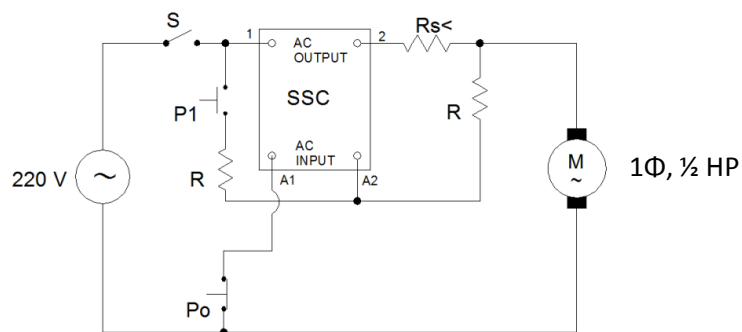 S
1
AC
OUTPUT
2
Rs<
SSC
P1
R
AC
INPUT
R
M
~
1Φ, ½ HP
220 V
~
A1
A2
Po